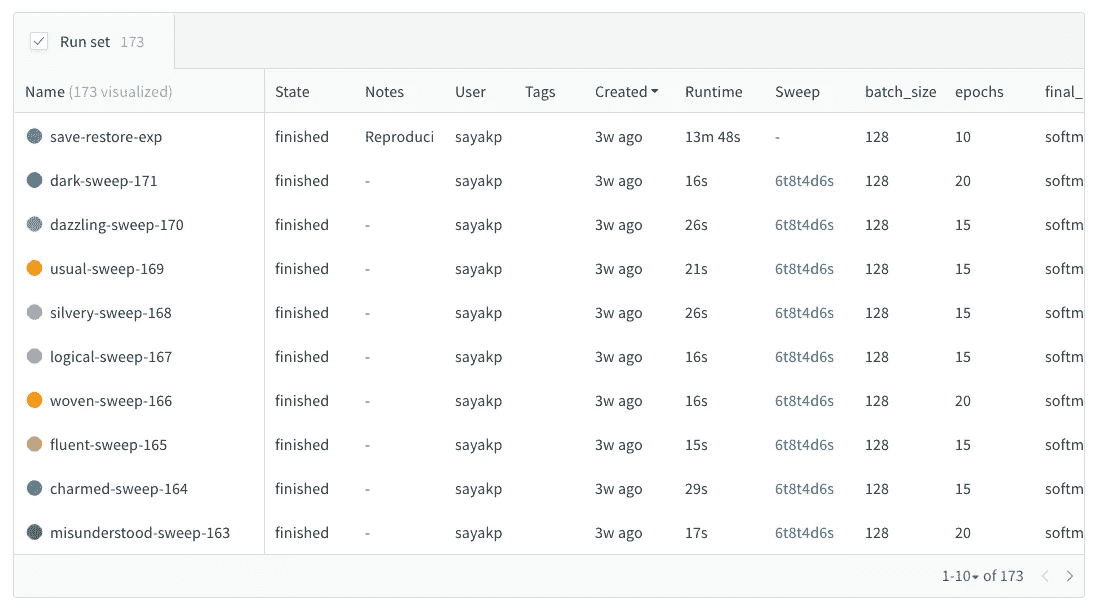 Run set 173
Name (173 visualized) State Notes User Tags Created Runtime Sweep batch_size epochs final_
save-restore-exp finished Reproduci sayakp 3w ago 13m 48s - 128 10 softm
dark-sweep-171 finished - sayakp 3w ago 16s 6t8t4d6s 128 20 softm
dazzling-sweep-170 finished - sayakp 3w ago 26s 6t8t4d6s 128 15 softm
usual-sweep-169 finished - sayakp 3w ago 21s 6t8t4d6s 128 15 softm
silvery-sweep-168 finished - sayakp 3w ago 26s 6t8t4d6s 128 15 softm
logical-sweep-167 finished - sayakp 3w ago 16s 6t8t4d6s 128 15 softm
woven-sweep-166 finished - sayakp 3w ago 16s 6t8t4d6s 128 20 softm
fluent-sweep-165 finished - sayakp 3w ago 15s 6t8t4d6s 128 15 softm
charmed-sweep-164 finished - sayakp 3w ago 29s 6t8t4d6s 128 15 softm
misunderstood-sweep-163 finished - sayakp 3w ago 17s 6t8t4d6s 128 20 softm
1-10 of 173